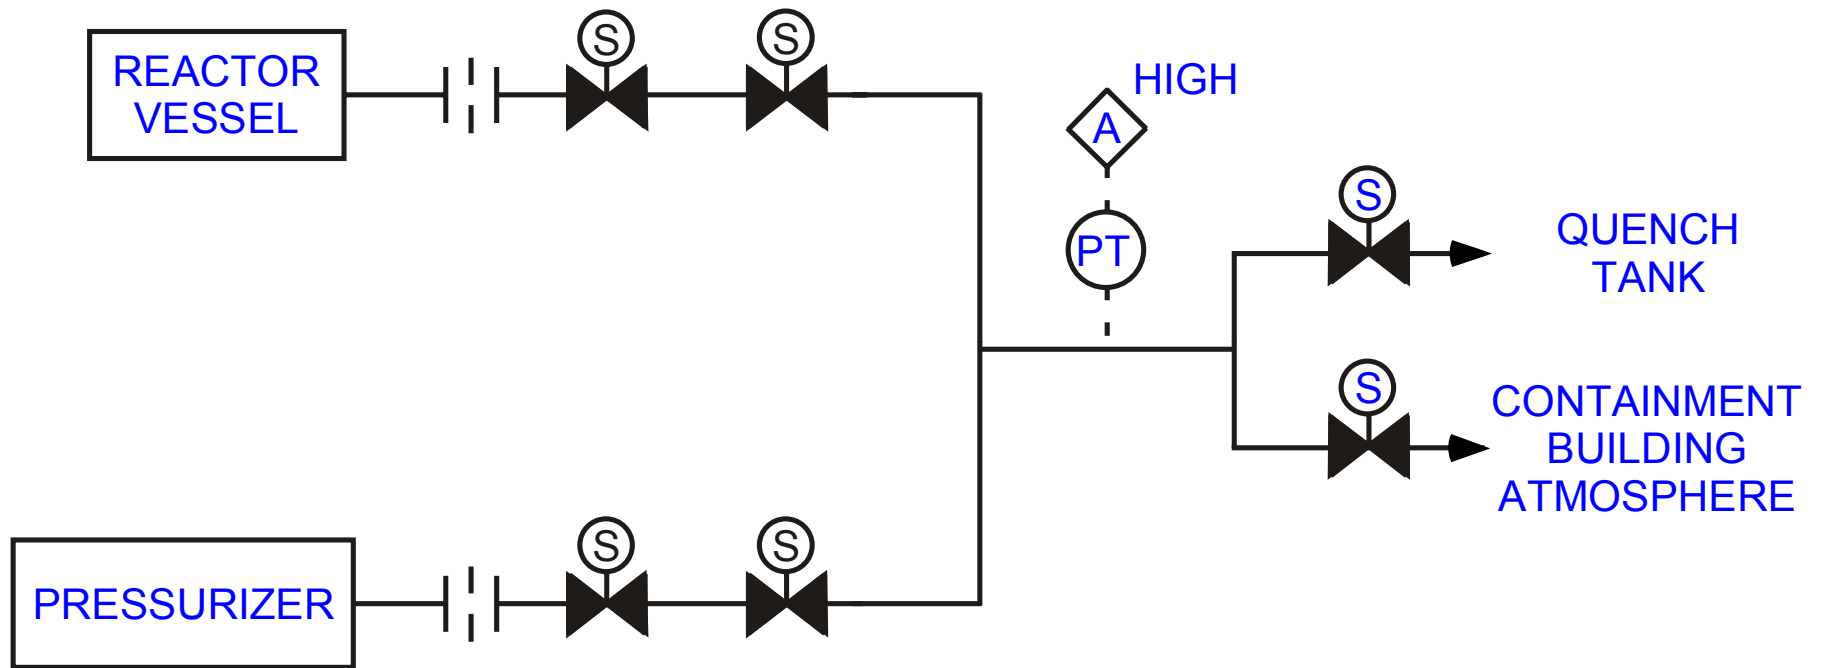 REACTOR
VESSEL
S
S
HIGH
A
PT
S
QUENCH
TANK
S
CONTAINMENT
BUILDING
ATMOSPHERE
PRESSURIZER
S
S